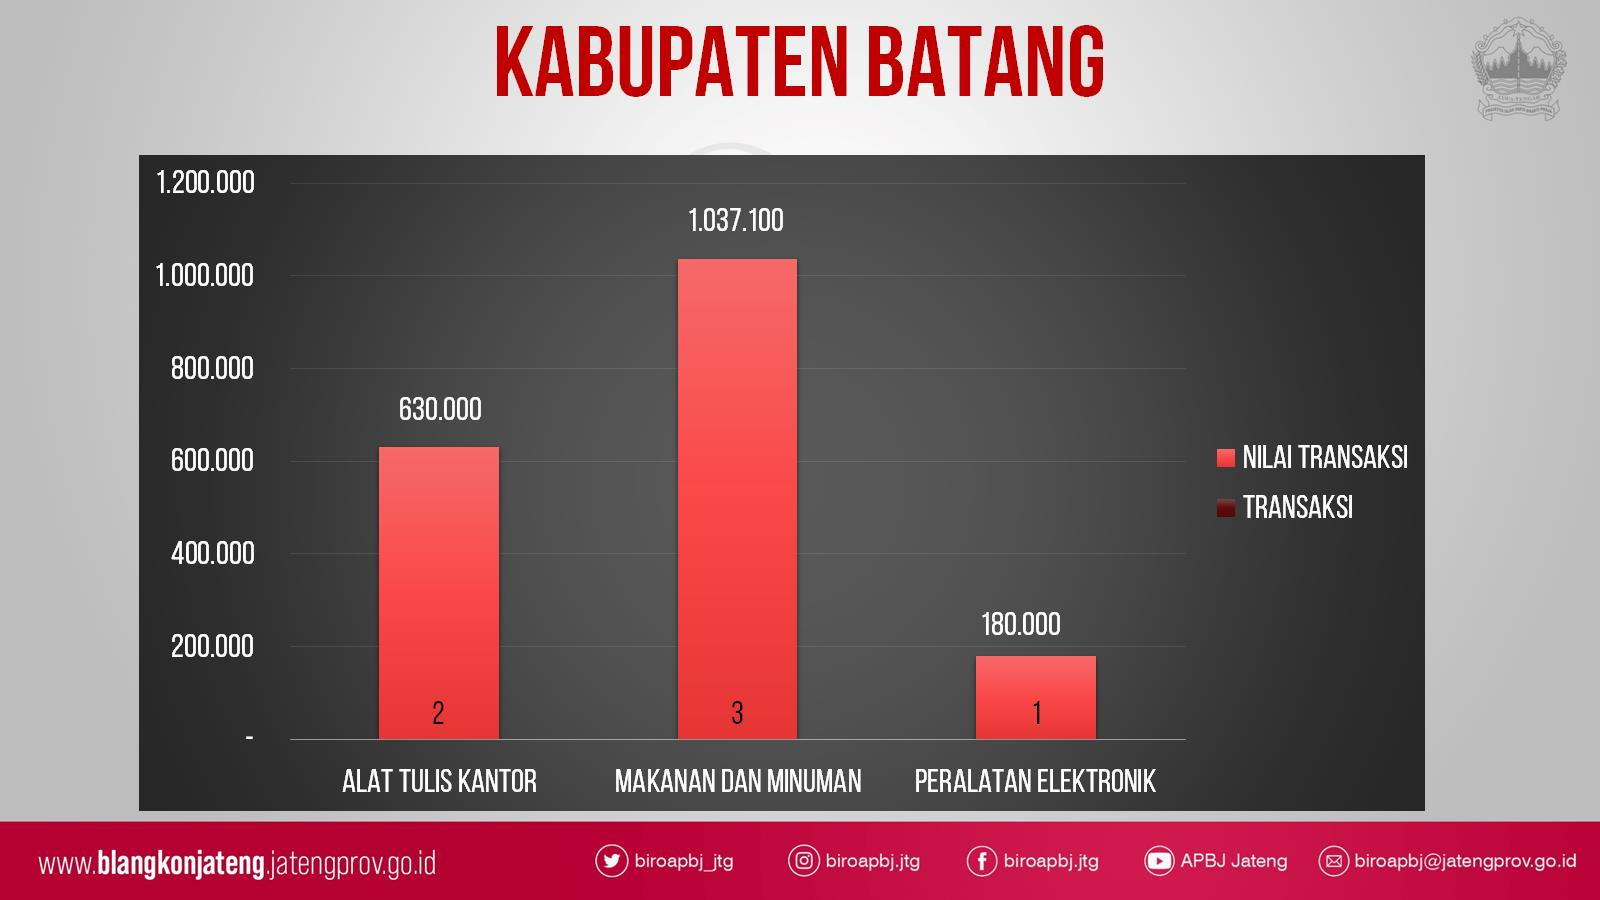 KABUPATEN BATANG
JAWA TENGAH
1.200.000
1.037.100
1.000.000
800.000
630.000
600.000
NILAI TRANSAKSI
TRANSAKSI
400.000
180.000
200.000
2
3
1
-
ALAT TULIS KANTOR
MAKANAN DAN MINUMAN
PERALATAN ELEKTRONIK
www.blangkonjateng.jatengprov.go.id
biroapbj_jtg
biroapbj.jtg
biroapbj.jtg
APBJ Jateng
biroapbj@jatengprov.go.id